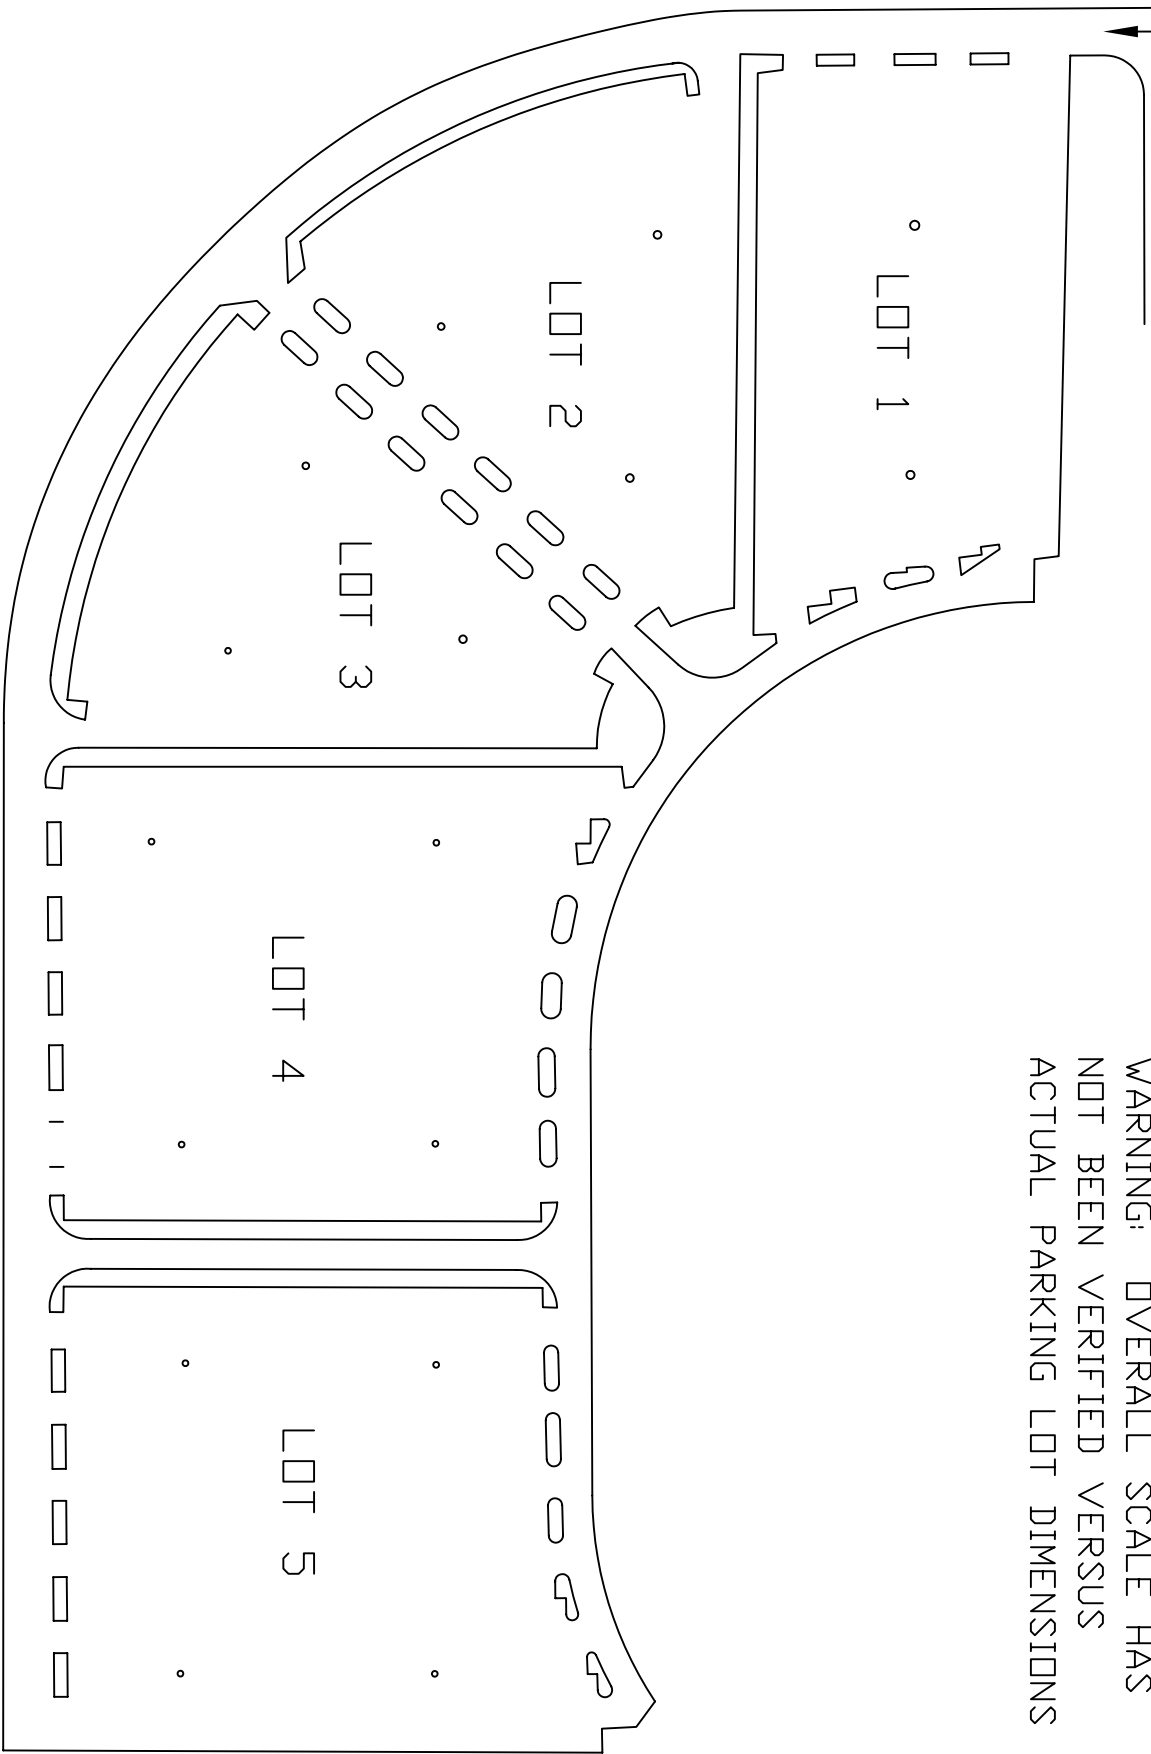 WARNING: OVERALL SCALE HAS
NOT BEEN VERIFIED VERSUS
ACTUAL PARKING LOT DIMENSIONS
LOT 1
LOT 2
LOT 3
LOT 4
LOT 5